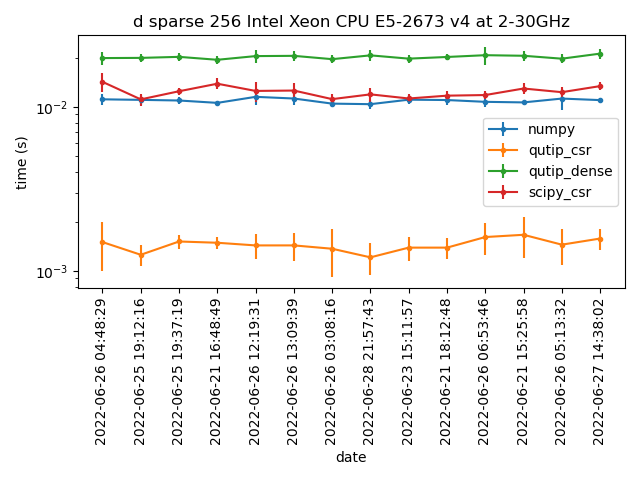 d sparse 256 Intel Xeon CPU E5-2673 v4 at 2-30GHz
time (s)
10⁻²
10⁻³
numpy
qutip_csr
qutip_dense
scipy_csr
2022-06-26 04:48:29
2022-06-25 19:12:16
2022-06-25 19:37:19
2022-06-21 16:48:49
2022-06-26 12:19:31
2022-06-26 13:09:39
2022-06-26 03:08:16
2022-06-28 21:57:43
2022-06-23 15:11:57
2022-06-21 18:12:48
2022-06-26 06:53:46
2022-06-21 15:25:58
2022-06-26 05:13:32
2022-06-27 14:38:02
date